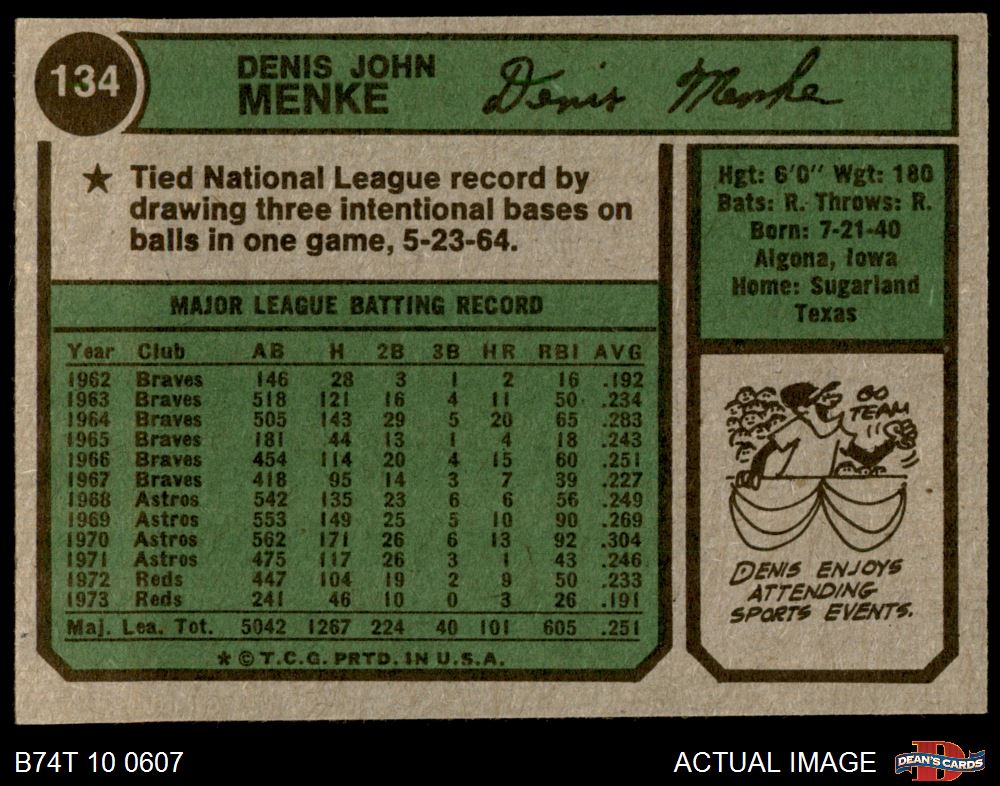 134
DENIS JOHN
MENKE
Denis Menke
★ Tied National League record by
drawing three intentional bases on
balls in one game, 5-23-64.
MAJOR LEAGUE BATTING RECORD
Year Club AB H 2B 3B HR RBI AVG
1962 Braves 146 28 3 1 2 16 .192
1963 Braves 518 121 16 4 11 50 .234
1964 Braves 505 143 29 5 20 65 .283
1965 Braves 181 44 13 1 4 18 .243
1966 Braves 454 114 20 4 15 60 .251
1967 Braves 418 95 14 3 7 39 .227
1968 Astros 542 135 23 6 6 56 .249
1969 Astros 553 149 25 5 10 90 .269
1970 Astros 562 171 26 6 13 92 .304
1971 Astros 475 117 26 3 1 43 .246
1972 Reds 447 104 19 2 9 50 .233
1973 Reds 241 46 10 0 3 26 .191
Maj. Lea. Tot. 5042 1267 224 40 101 605 .251
★ © T.C.G. PRTD. IN U.S.A.
Hgt: 6'0" Wgt: 180
Bats: R. Throws: R.
Born: 7-21-40
Algona, Iowa
Home: Sugarland
Texas
GO
TEAM
DENIS ENJOYS
ATTENDING
SPORTS EVENTS.
B74T 10 0607
ACTUAL IMAGE
D
DEAN'S CARDS